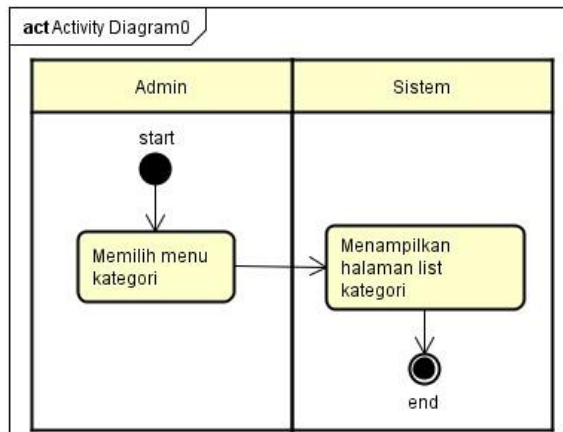 act Activity Diagram0
Admin
Sistem
start
Memilih menu
kategori
Menampilkan
halaman list
kategori
end